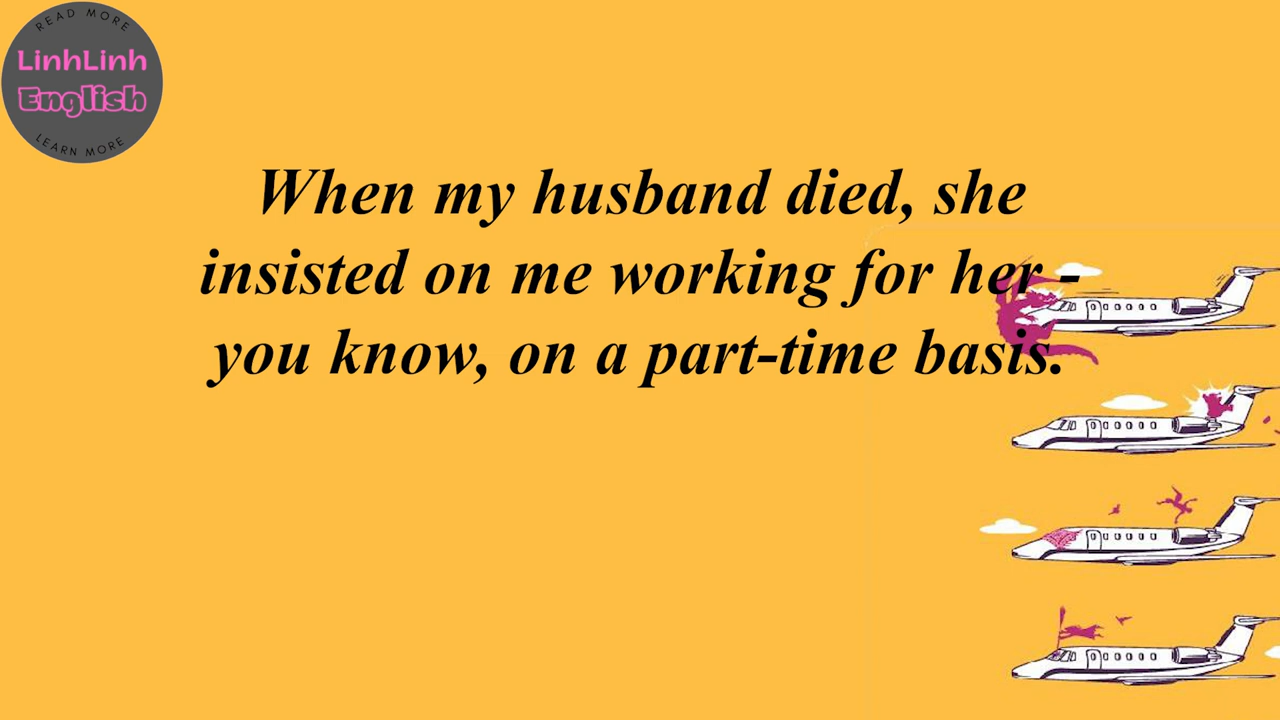 READ MORE
LinhLinh
English
LEARN MORE
When my husband died, she
insisted on me working for her -
you know, on a part-time basis.